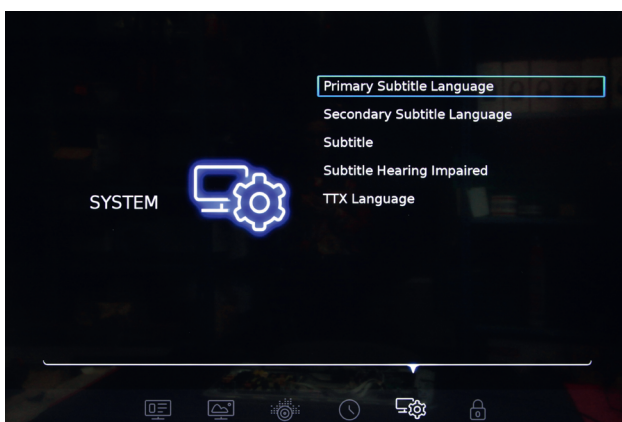 Primary Subtitle Language
Secondary Subtitle Language
Subtitle
Subtitle Hearing Impaired
SYSTEM
TTX Language